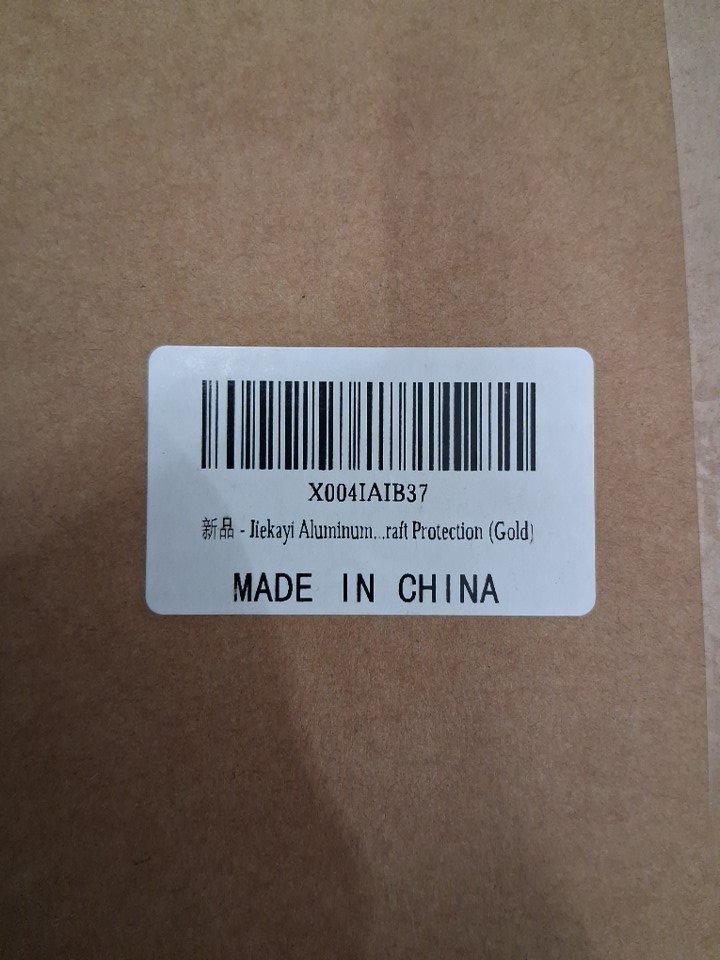 X004IAIB37
新品 - Jiekayi Aluminum...raft Protection (Gold)
MADE IN CHINA